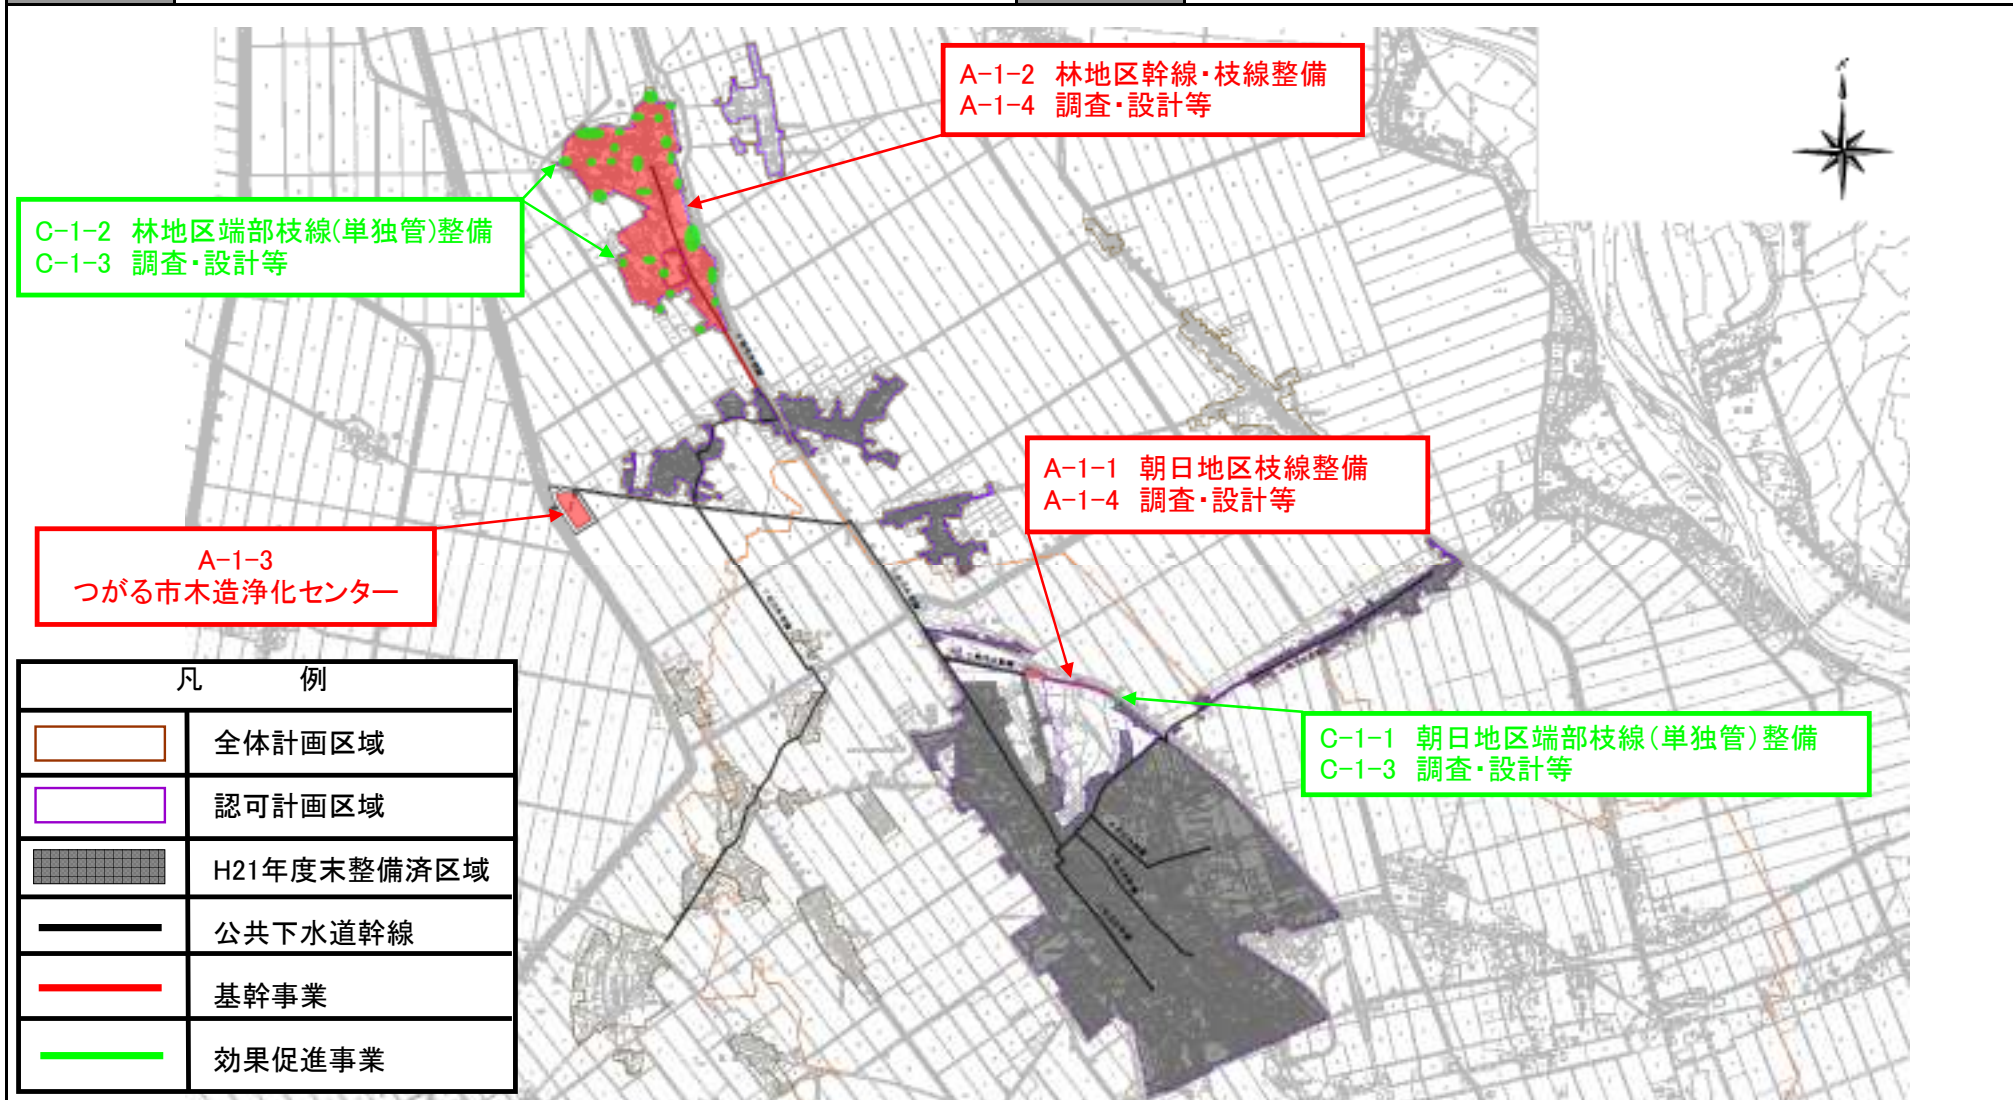 A-1-2 林地区幹線・枝線整備
A-1-4 調査・設計等
C-1-2 林地区端部枝線(単独管)整備
C-1-3 調査・設計等
A-1-1 朝日地区枝線整備
A-1-4 調査・設計等
A-1-3
つがる市木造浄化センター
C-1-1 朝日地区端部枝線(単独管)整備
C-1-3 調査・設計等
凡 例
全体計画区域
認可計画区域
H21年度末整備済区域
公共下水道幹線
基幹事業
効果促進事業